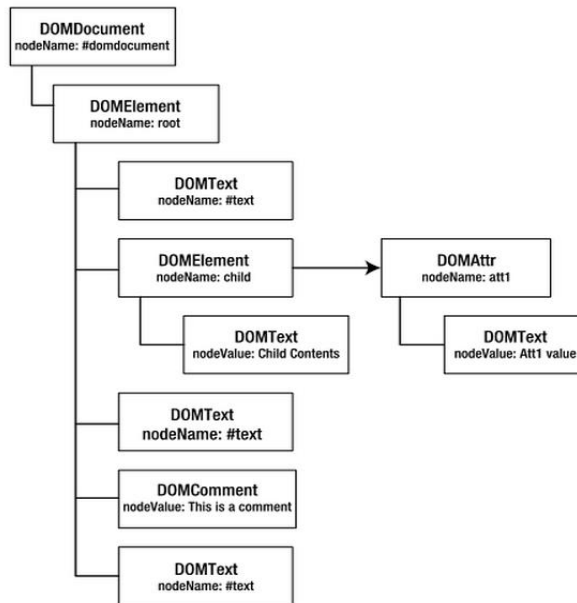 DOMDocument
nodeName: #domdocument
DOMElement
nodeName: root
DOMText
nodeName: #text
DOMElement
nodeName: child
DOMAttr
nodeName: att1
DOMText
nodeValue: Child Contents
DOMText
nodeValue: Att1 value
DOMText
nodeName: #text
DOMComment
nodeValue: This is a comment
DOMText
nodeName: #text